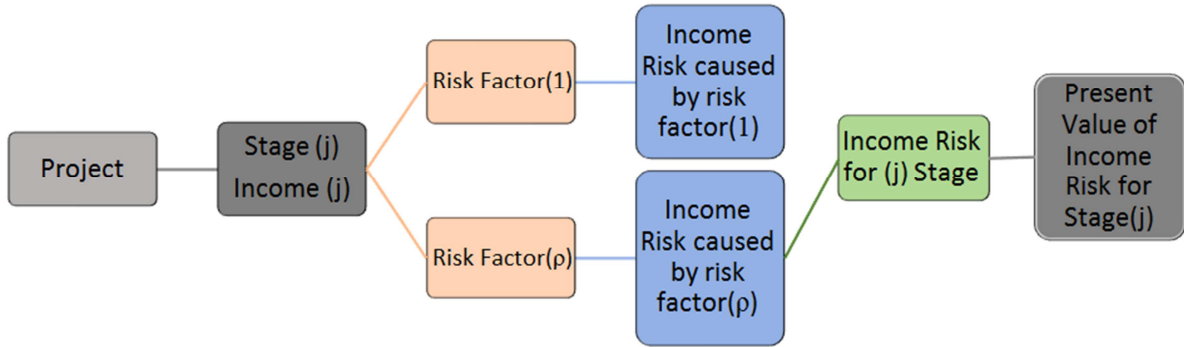 Project
Stage (j)
Income (j)
Risk Factor(1)
Income
Risk caused
by risk
factor(1)
Risk Factor(ρ)
Income
Risk caused
by risk
factor(ρ)
Income Risk
for (j) Stage
Present
Value of
Income
Risk for
Stage(j)